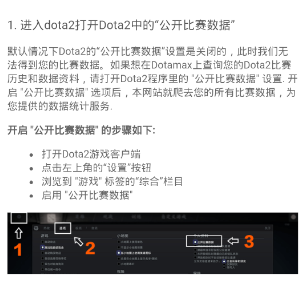 1. 进入dota2打开Dota2中的“公开比赛数据”
默认情况下Dota2的“公开比赛数据”设置是关闭的，此时我们无
法得到您的比赛数据。如果想在Dotamax上查询您的Dota2比赛
历史和数据资料，请打开Dota2程序里的 “公开比赛数据” 设置. 开
启 “公开比赛数据” 选项后，本网站就爬去您的所有比赛数据，为
您提供的数据统计服务.
开启 “公开比赛数据” 的步骤如下:
打开Dota2游戏客户端
点击左上角的“设置”按钮
浏览到 “游戏” 标签的“综合”栏目
启用 “公开比赛数据”
1
2
3